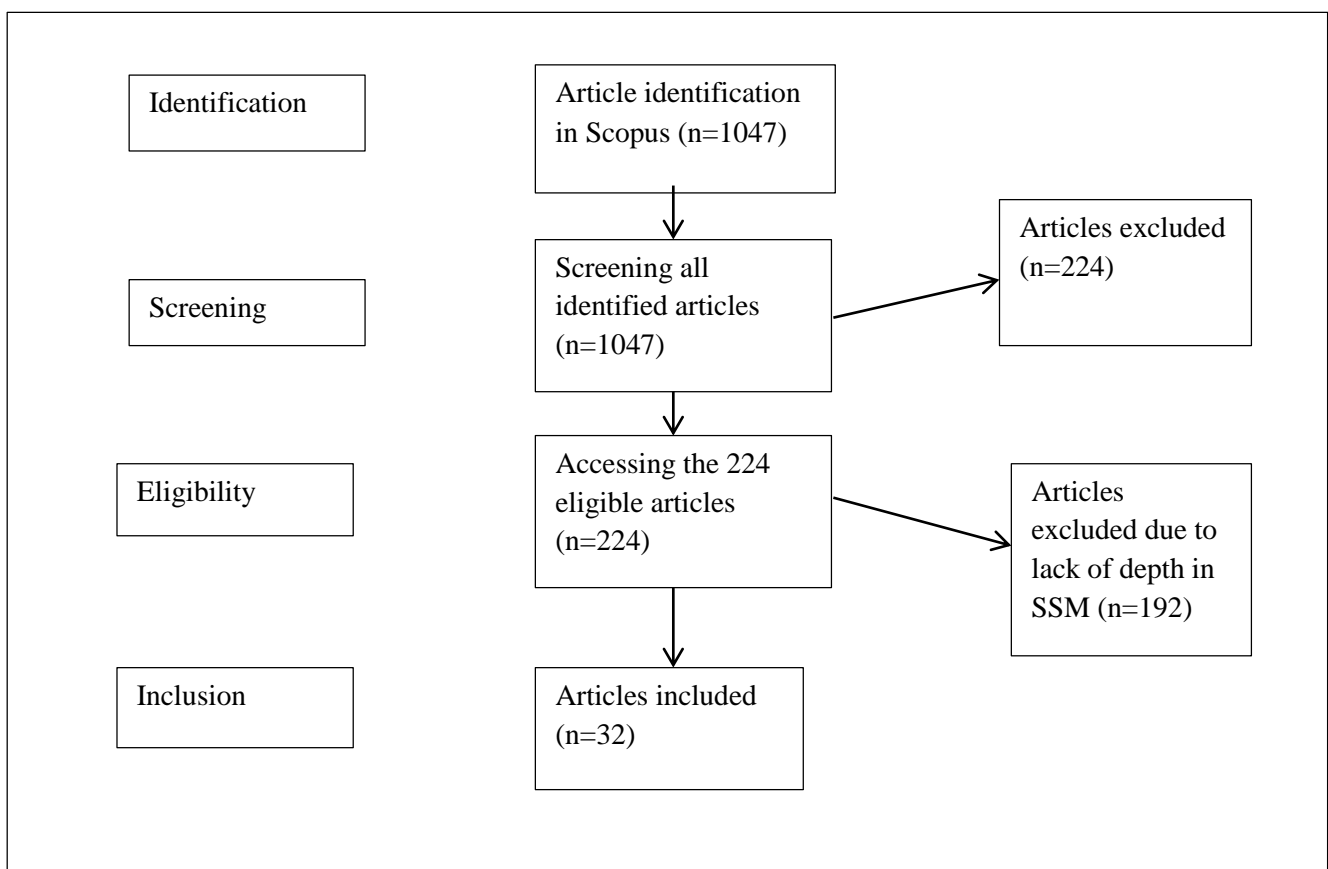 Identification
Article identification
in Scopus (n=1047)
Screening
Screening all
identified articles
(n=1047)
Articles excluded
(n=224)
Eligibility
Accessing the 224
eligible articles
(n=224)
Articles
excluded due to
lack of depth in
SSM (n=192)
Inclusion
Articles included
(n=32)